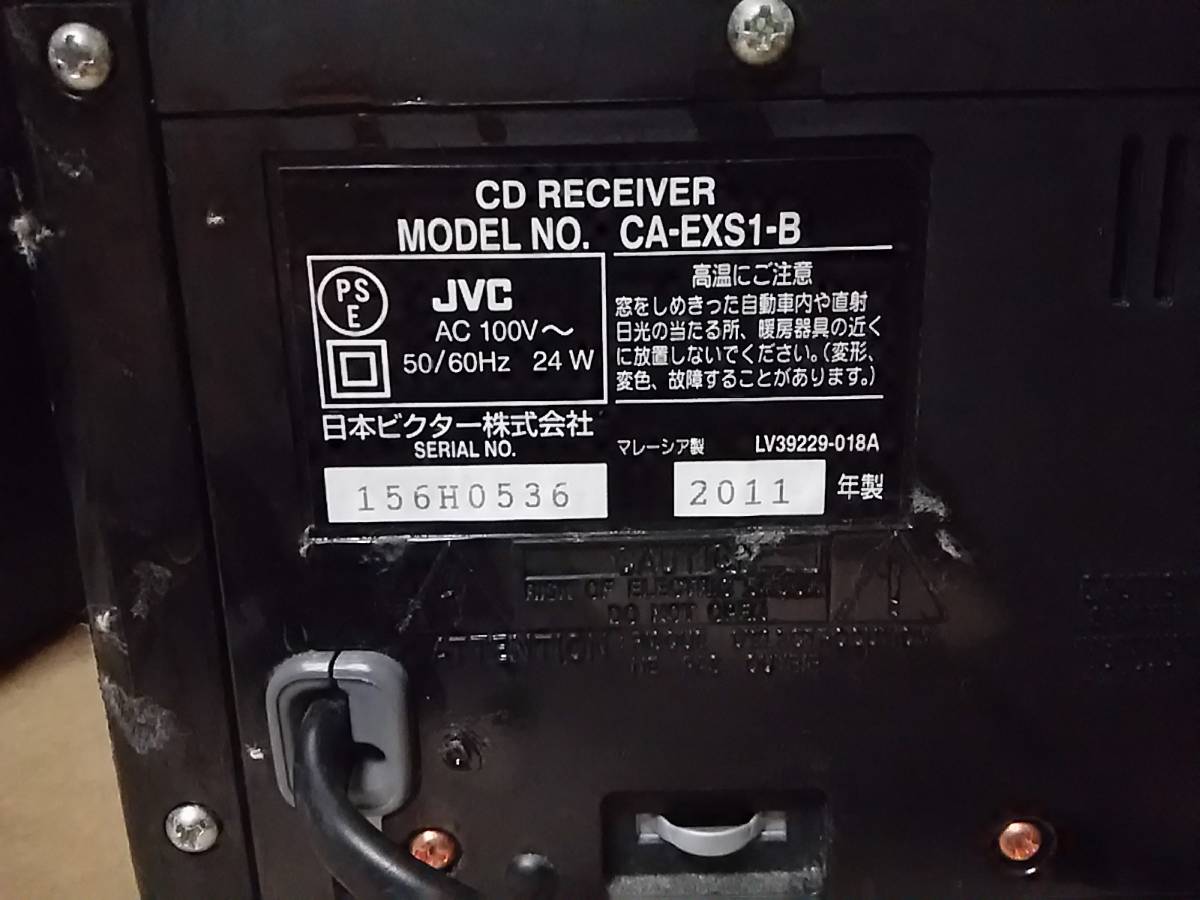 CD RECEIVER
MODEL NO. CA-EXS1-B
PS
E
JVC
AC 100V～
50/60Hz 24 W
高温にご注意
窓をしめきった自動車内や直射
日光の当たる所、暖房器具の近く
に放置しないでください。（変形、
変色、故障することがあります。）
日本ビクター株式会社
SERIAL NO.
156H0536
マレーシア製 LV39229-018A
2011 年製
CAUTION
RISK OF ELECTRIC SHOCK
DO NOT OPEN
ATTENTION